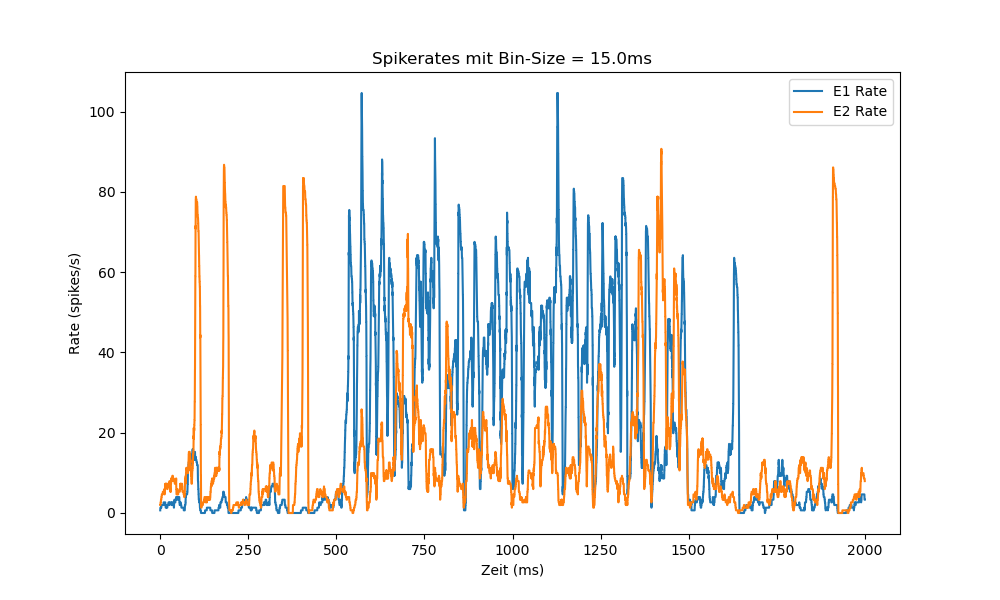 Spikerates mit Bin-Size = 15.0ms
E1 Rate
E2 Rate
Rate (spikes/s)
100
80
60
40
20
0
0 250 500 750 1000 1250 1500 1750 2000
Zeit (ms)